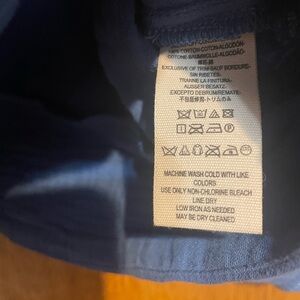 100% COTTON-COTON-ALGODÓN-
COTONE-BAUMWOLLE-ALGODÃO-
棉-綿
EXCLUSIVE OF TRIM-SAUF BORDURE-
SIN RIBETES.
TRANNE LA FINITURA-
AUSSER BESATZ-
EXCEPTO DEBRUM/REMATE-
MACHINE WASH COLD WITH LIKE
COLORS
USE ONLY NON-CHLORINE BLEACH
LINE DRY
LOW IRON AS NEEDED
MAY BE DRY CLEANED